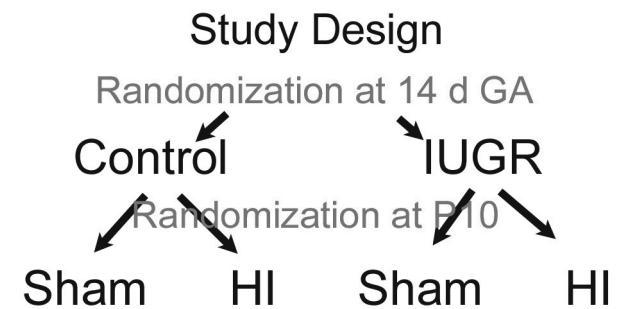 Study Design
Randomization at 14 d GA
Control IUGR
Randomization at P10
Sham HI Sham HI